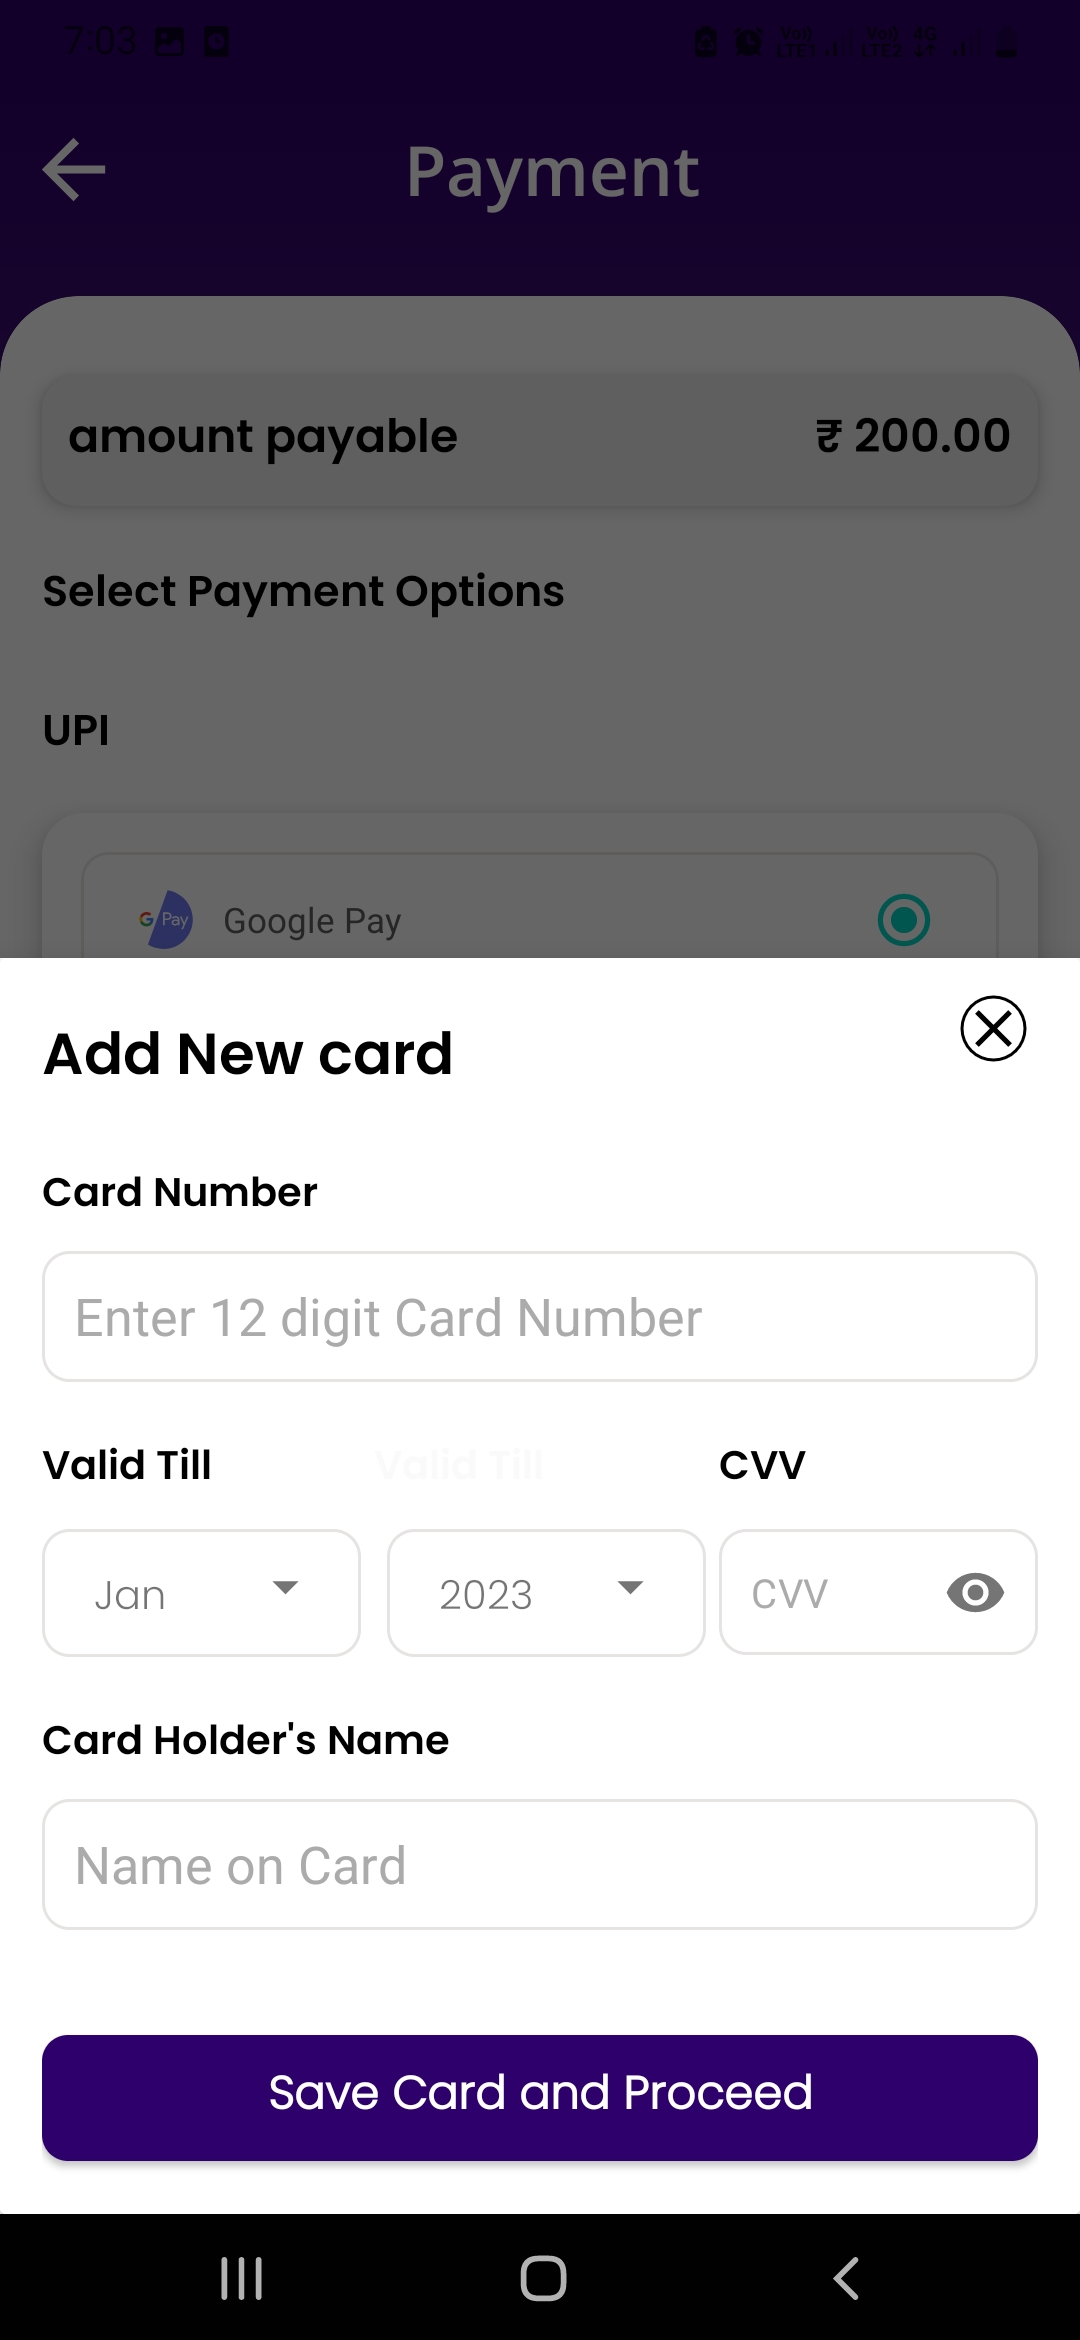 7:03
Vo)) LTE1
Vo)) LTE2
4G
Payment
amount payable
₹ 200.00
Select Payment Options
UPI
G Pay
Google Pay
Add New card
Card Number
Enter 12 digit Card Number
Valid Till
Valid Till
CVV
Jan
2023
CVV
Card Holder's Name
Name on Card
Save Card and Proceed